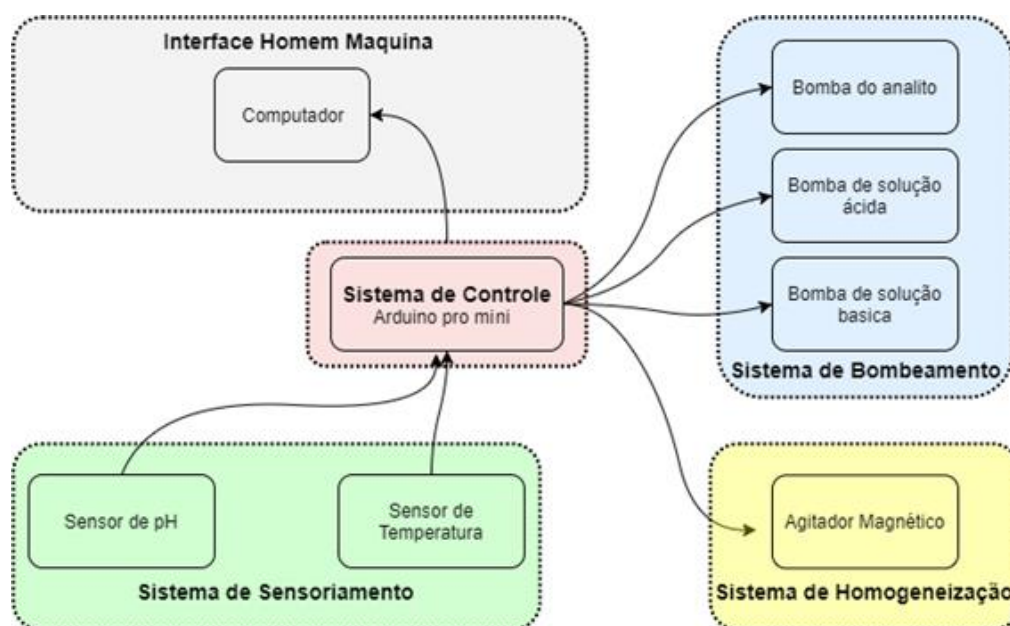 Interface Homem Maquina
Computador
Bomba do analito
Bomba de solução
ácida
Bomba de solução
basica
Sistema de Bombeamento
Sistema de Controle
Arduino pro mini
Sensor de pH
Sensor de
Temperatura
Sistema de Sensoriamento
Agitador Magnético
Sistema de Homogeneização